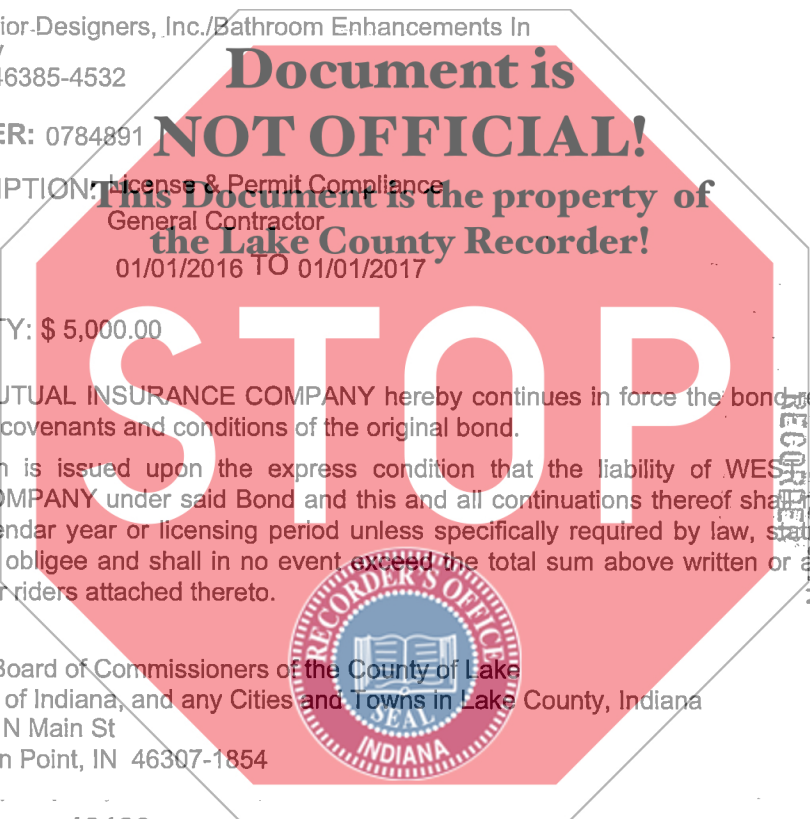 ior Designers, Inc./Bathroom Enhancements In
46385-4532
Document is
ER: 0784891
NOT OFFICIAL!
IPTION: License & Permit Compliance
This Document is the property of
General Contractor
the Lake County Recorder!
01/01/2016 TO 01/01/2017
TY: $ 5,000.00
STOP
UTUAL INSURANCE COMPANY hereby continues in force the bond
covenants and conditions of the original bond.
RECORDER
n is issued upon the express condition that the liability of WES
OMPANY under said Bond and this and all continuations thereof sha
endar year or licensing period unless specifically required by law,
obligee and shall in no event exceed the total sum above written or a
r riders attached thereto.
RECORDER'S OFFICE
SEAL
INDIANA
Board of Commissioners of the County of Lake
of Indiana, and any Cities and Towns in Lake County, Indiana
N Main St
n Point, IN 46307-1854